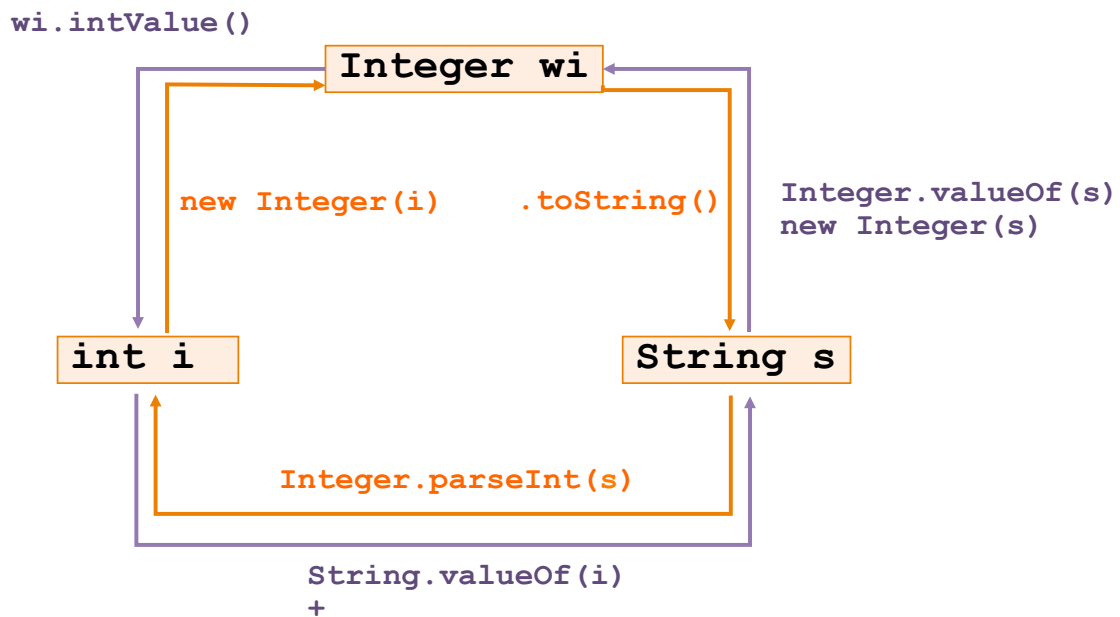 wi.intValue()
Integer wi
new Integer(i)
.toString()
Integer.valueOf(s)
new Integer(s)
int i
String s
Integer.parseInt(s)
String.valueOf(i)
+